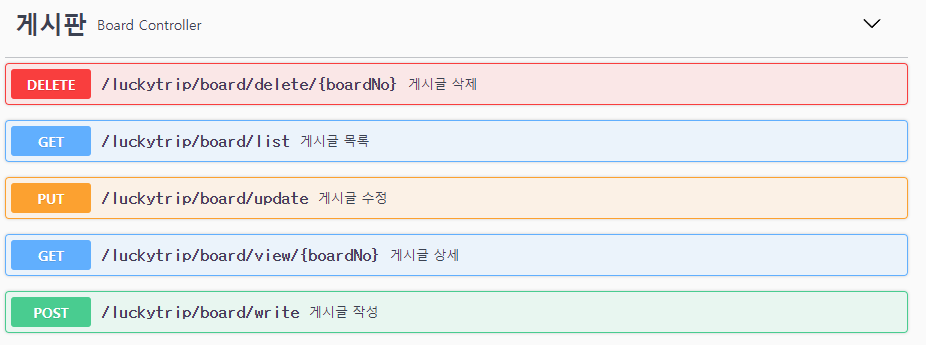 게시판 Board Controller
DELETE /luckytrip/board/delete/{boardNo} 게시글 삭제
GET /luckytrip/board/list 게시글 목록
PUT /luckytrip/board/update 게시글 수정
GET /luckytrip/board/view/{boardNo} 게시글 상세
POST /luckytrip/board/write 게시글 작성